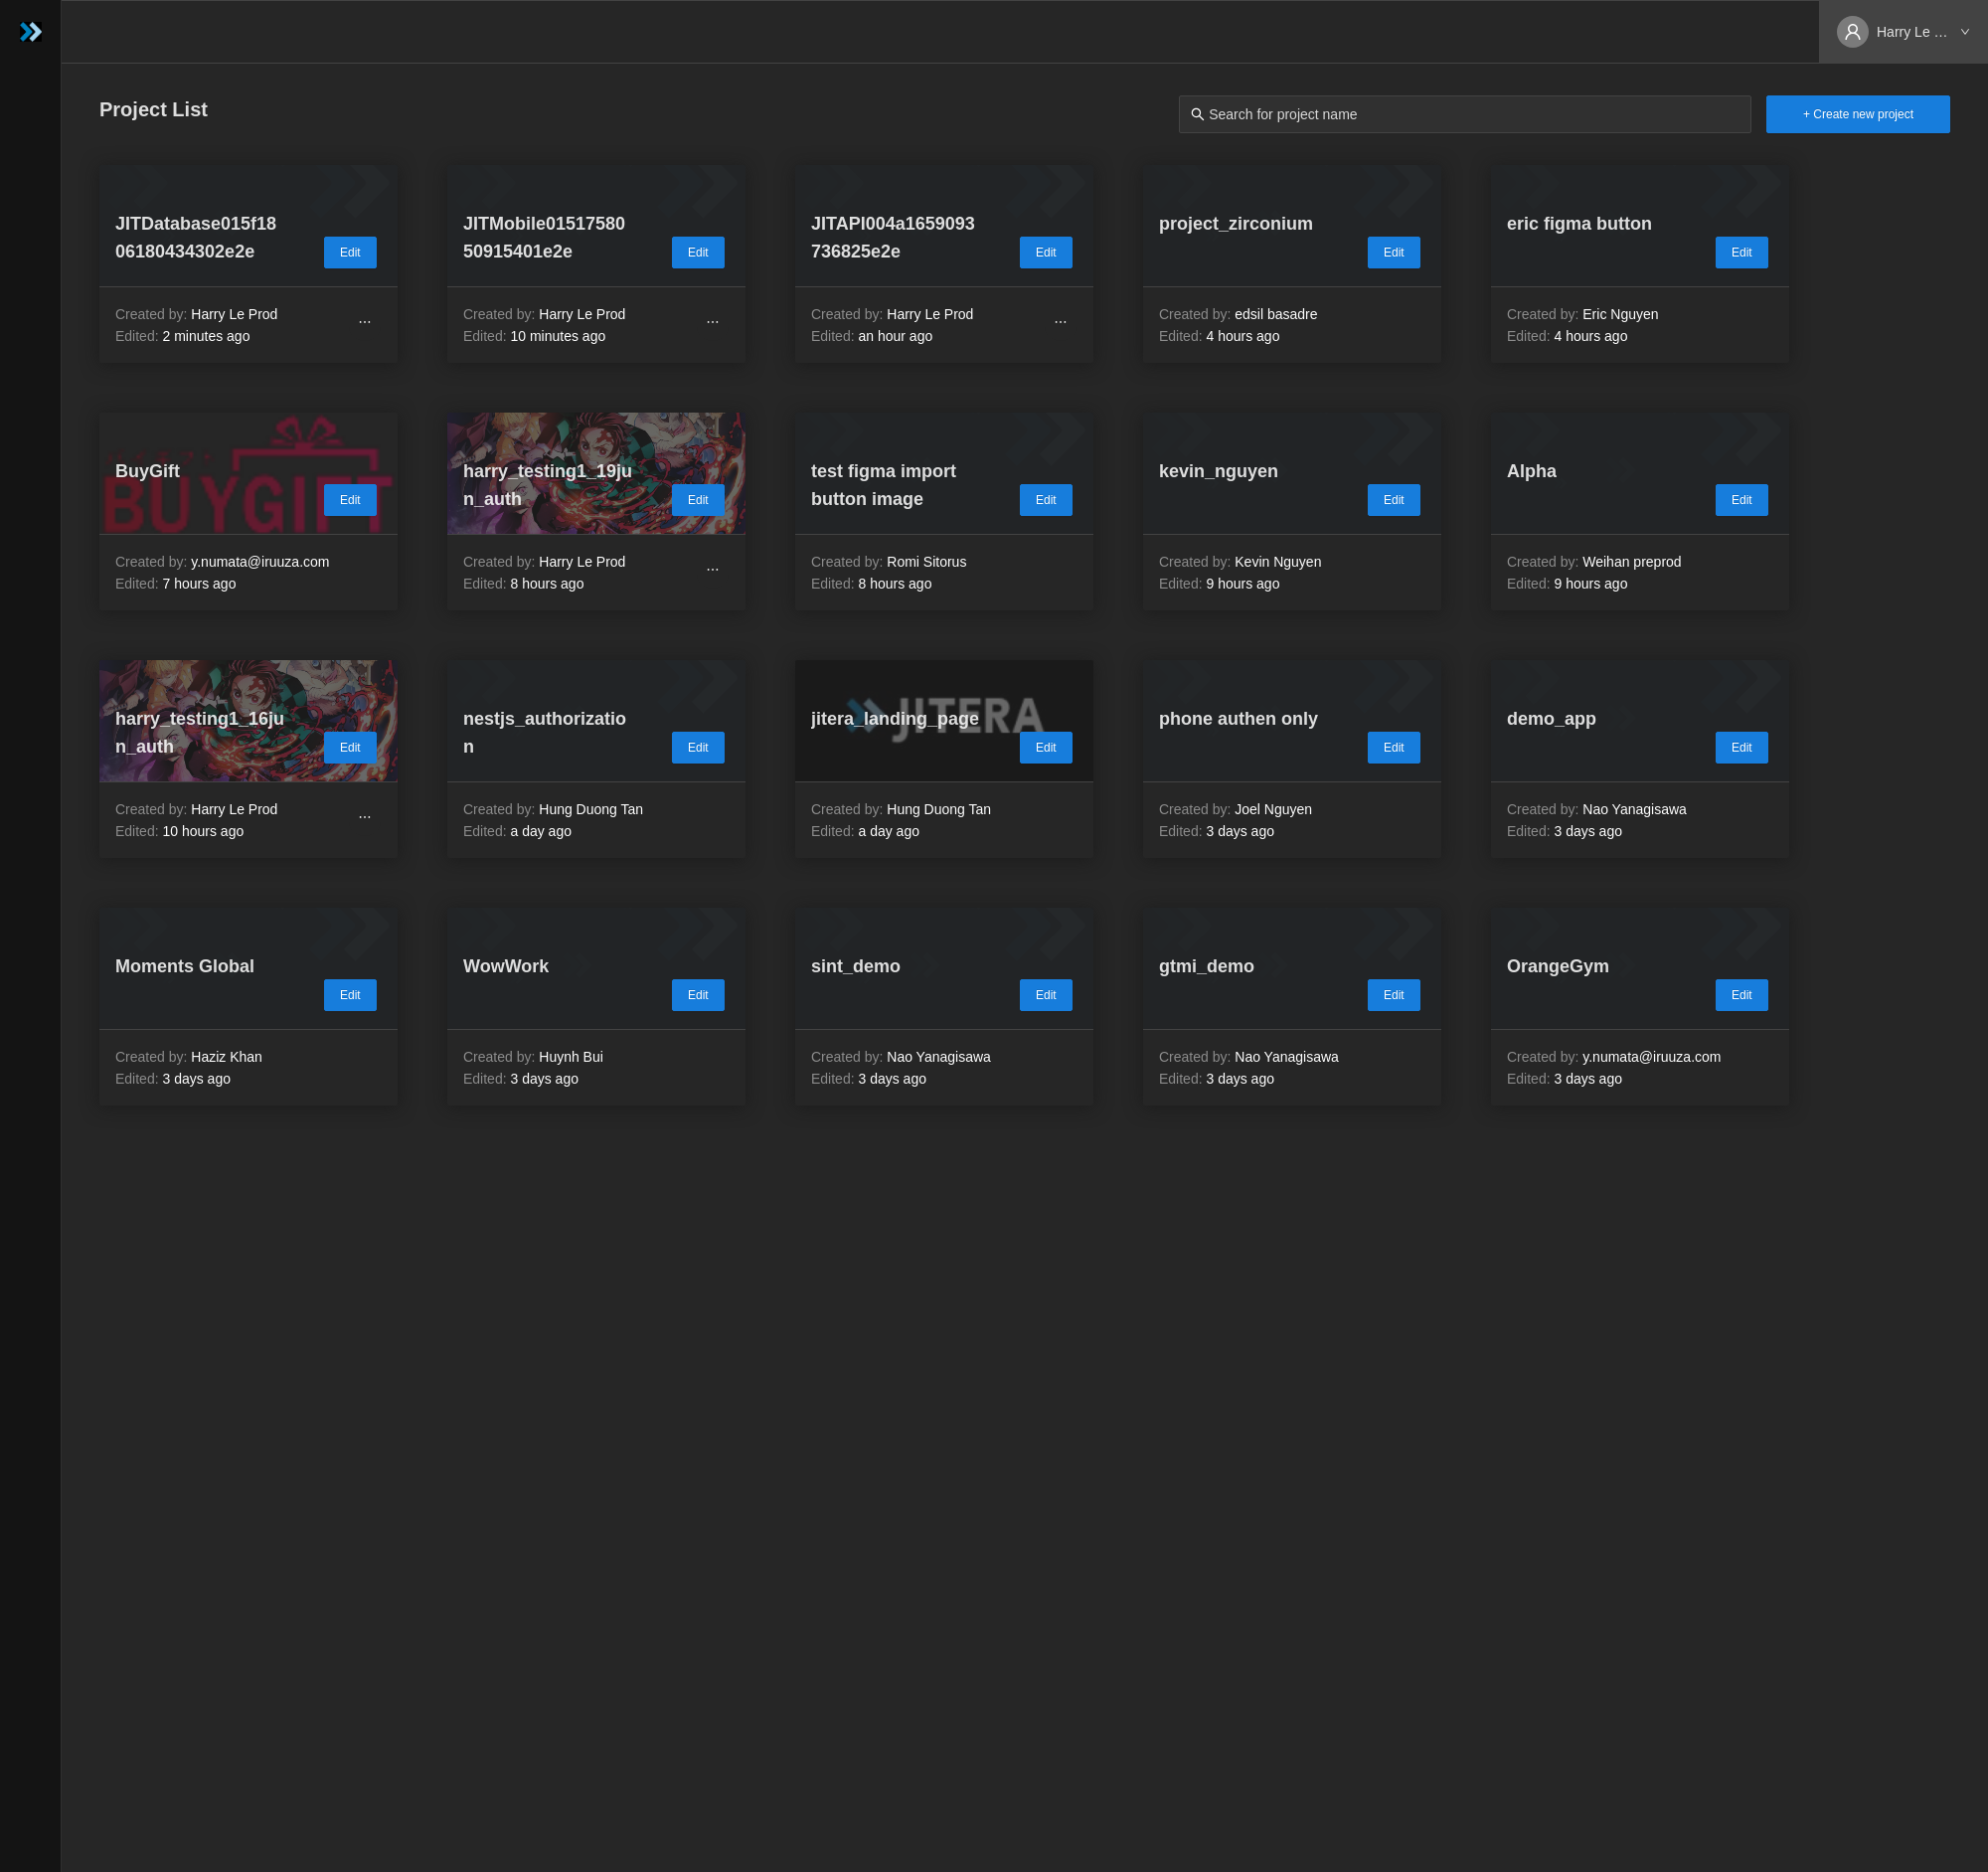 Harry Le ...
Project List
Search for project name
+ Create new project
JITDatabase015f18
06180434302e2e
Edit
Created by: Harry Le Prod
...
Edited: 2 minutes ago
JITMobile01517580
50915401e2e
Edit
Created by: Harry Le Prod
...
Edited: 10 minutes ago
JITAPI004a1659093
736825e2e
Edit
Created by: Harry Le Prod
...
Edited: an hour ago
project_zirconium
Edit
Created by: edsil basadre
Edited: 4 hours ago
eric figma button
Edit
Created by: Eric Nguyen
Edited: 4 hours ago
BuyGift
BUYGIFT
Edit
Created by: y.numata@iruuza.com
Edited: 7 hours ago
harry_testing1_19ju
n_auth
Edit
Created by: Harry Le Prod
...
Edited: 8 hours ago
test figma import
button image
Edit
Created by: Romi Sitorus
Edited: 8 hours ago
kevin_nguyen
Edit
Created by: Kevin Nguyen
Edited: 9 hours ago
Alpha
Edit
Created by: Weihan preprod
Edited: 9 hours ago
harry_testing1_16ju
n_auth
Edit
Created by: Harry Le Prod
...
Edited: 10 hours ago
nestjs_authorizatio
n
Edit
Created by: Hung Duong Tan
Edited: a day ago
jitera_landing_page
JITERA
Edit
Created by: Hung Duong Tan
Edited: a day ago
phone authen only
Edit
Created by: Joel Nguyen
Edited: 3 days ago
demo_app
Edit
Created by: Nao Yanagisawa
Edited: 3 days ago
Moments Global
Edit
Created by: Haziz Khan
Edited: 3 days ago
WowWork
Edit
Created by: Huynh Bui
Edited: 3 days ago
sint_demo
Edit
Created by: Nao Yanagisawa
Edited: 3 days ago
gtmi_demo
Edit
Created by: Nao Yanagisawa
Edited: 3 days ago
OrangeGym
Edit
Created by: y.numata@iruuza.com
Edited: 3 days ago